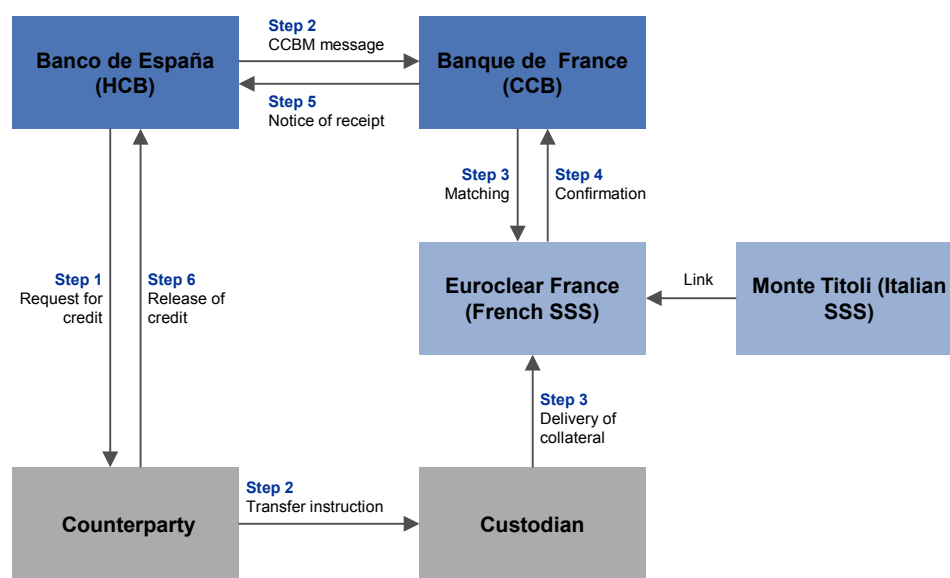 Step 2
CCBM message
Banco de España
(HCB)
Banque de France
(CCB)
Step 5
Notice of receipt
Step 3
Matching
Step 4
Confirmation
Step 1
Request for
credit
Step 6
Release of
credit
Euroclear France
(French SSS)
Link
Monte Titoli (Italian
SSS)
Step 3
Delivery of
collateral
Step 2
Transfer instruction
Counterparty
Custodian